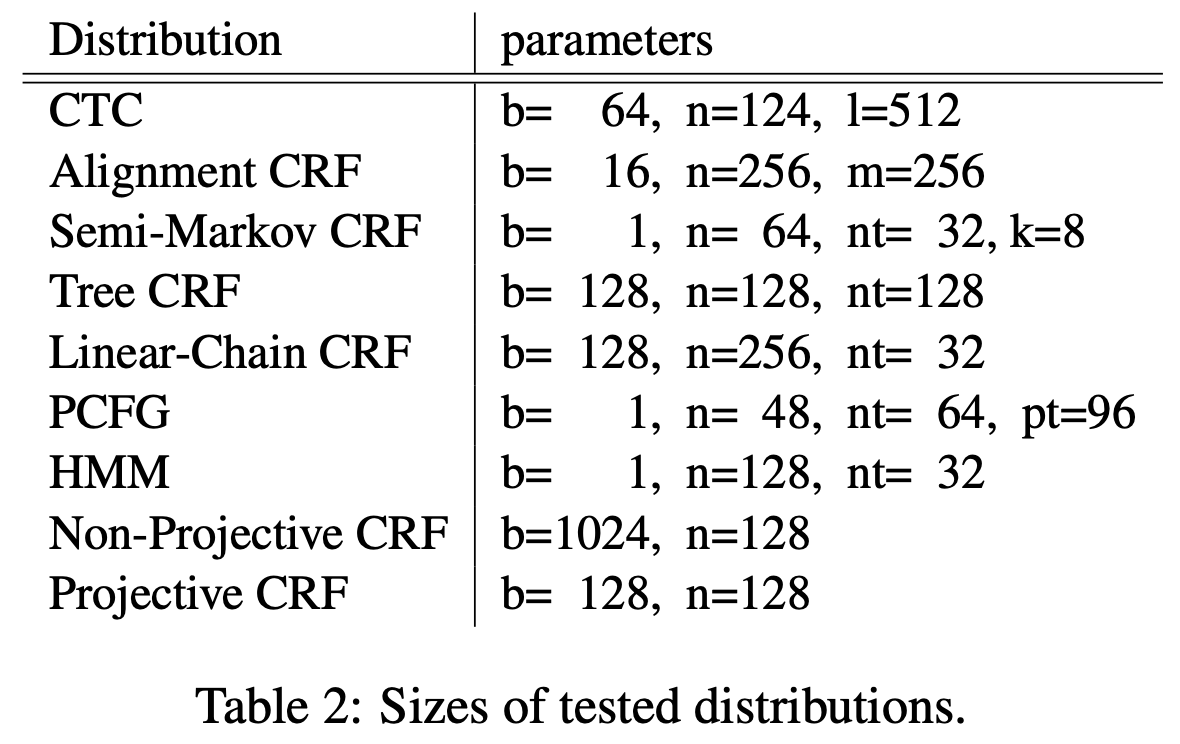 Distribution parameters
CTC b= 64, n=124, l=512
Alignment CRF b= 16, n=256, m=256
Semi-Markov CRF b= 1, n= 64, nt= 32, k=8
Tree CRF b= 128, n=128, nt=128
Linear-Chain CRF b= 128, n=256, nt= 32
PCFG b= 1, n= 48, nt= 64, pt=96
HMM b= 1, n=128, nt= 32
Non-Projective CRF b=1024, n=128
Projective CRF b= 128, n=128
Table 2: Sizes of tested distributions.